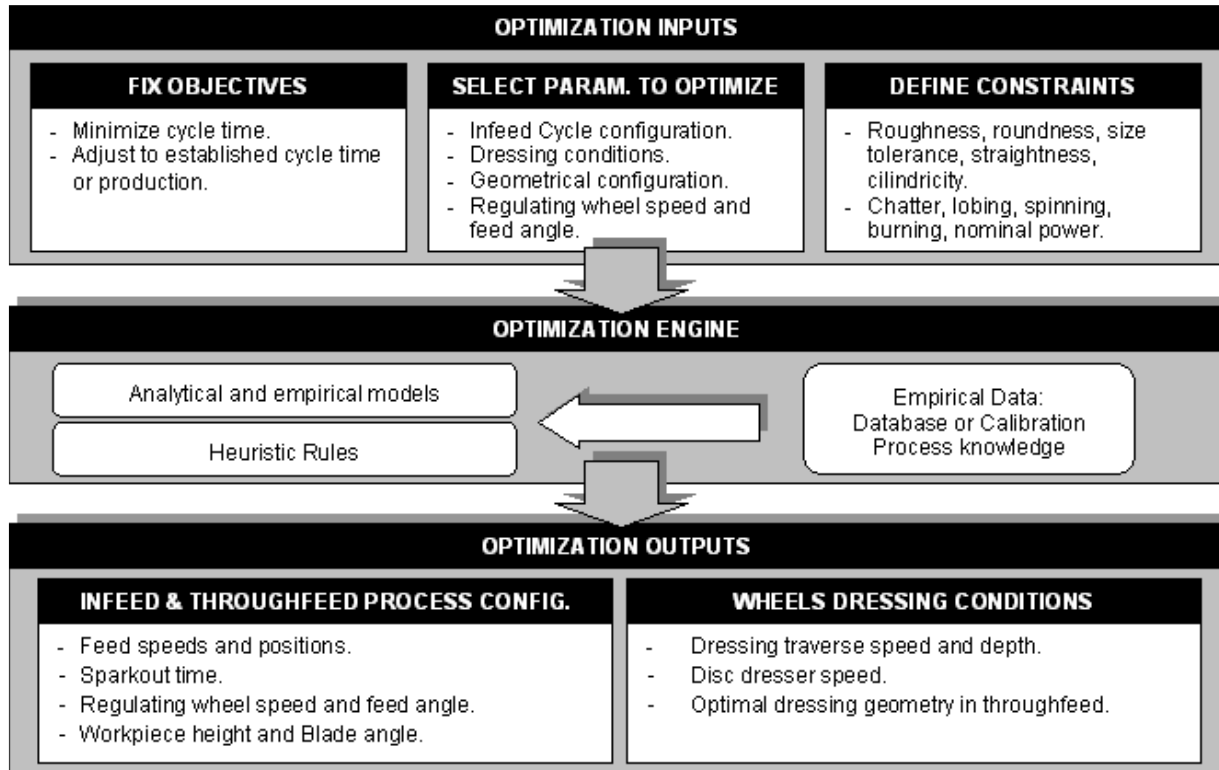 OPTIMIZATION INPUTS
FIX OBJECTIVES
- Minimize cycle time.
- Adjust to established cycle time
or production.
SELECT PARAM. TO OPTIMIZE
- Infeed Cycle configuration.
- Dressing conditions.
- Geometrical configuration.
- Regulating wheel speed and
feed angle.
DEFINE CONSTRAINTS
- Roughness, roundness, size
tolerance, straightness,
cilindricity.
- Chatter, lobing, spinning,
burning, nominal power.
OPTIMIZATION ENGINE
Analytical and empirical models
Heuristic Rules
Empirical Data:
Database or Calibration
Process knowledge
OPTIMIZATION OUTPUTS
INFEED & THROUGHFEED PROCESS CONFIG.
- Feed speeds and positions.
- Sparkout time.
- Regulating wheel speed and feed angle.
- Workpiece height and Blade angle.
WHEELS DRESSING CONDITIONS
- Dressing traverse speed and depth.
- Disc dresser speed.
- Optimal dressing geometry in throughfeed.